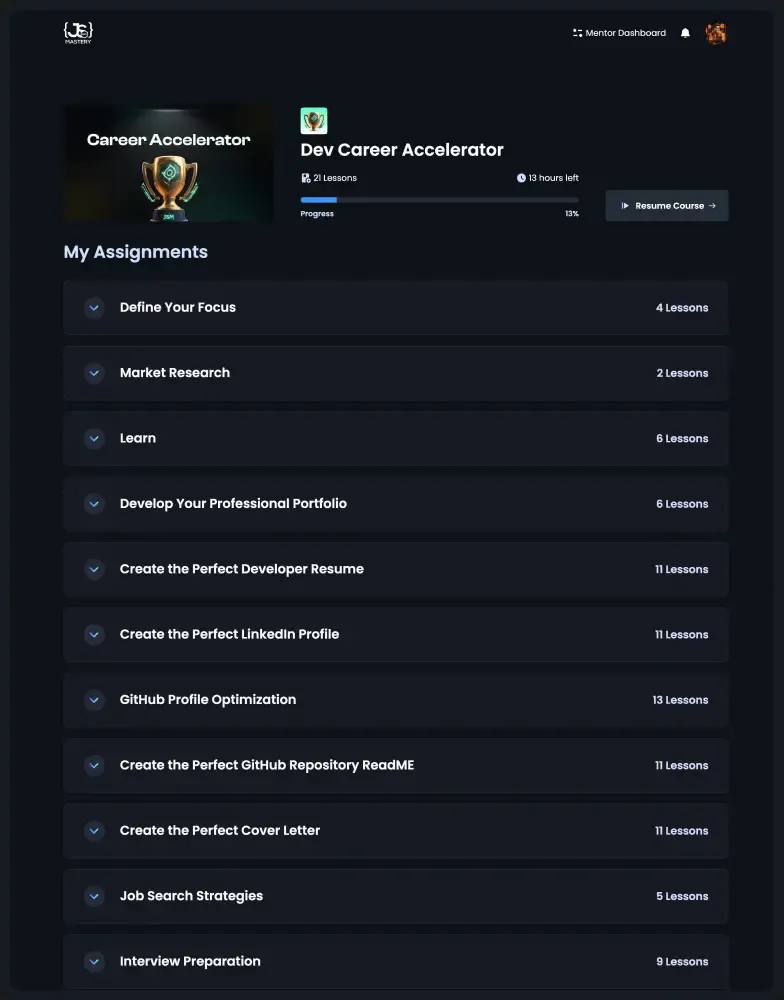 {JS}
MASTERY
Mentor Dashboard
Career Accelerator
JSM
Dev Career Accelerator
21 Lessons
13 hours left
Progress
13%
Resume Course →
My Assignments
Define Your Focus
4 Lessons
Market Research
2 Lessons
Learn
6 Lessons
Develop Your Professional Portfolio
6 Lessons
Create the Perfect Developer Resume
11 Lessons
Create the Perfect LinkedIn Profile
11 Lessons
GitHub Profile Optimization
13 Lessons
Create the Perfect GitHub Repository ReadME
11 Lessons
Create the Perfect Cover Letter
11 Lessons
Job Search Strategies
5 Lessons
Interview Preparation
9 Lessons